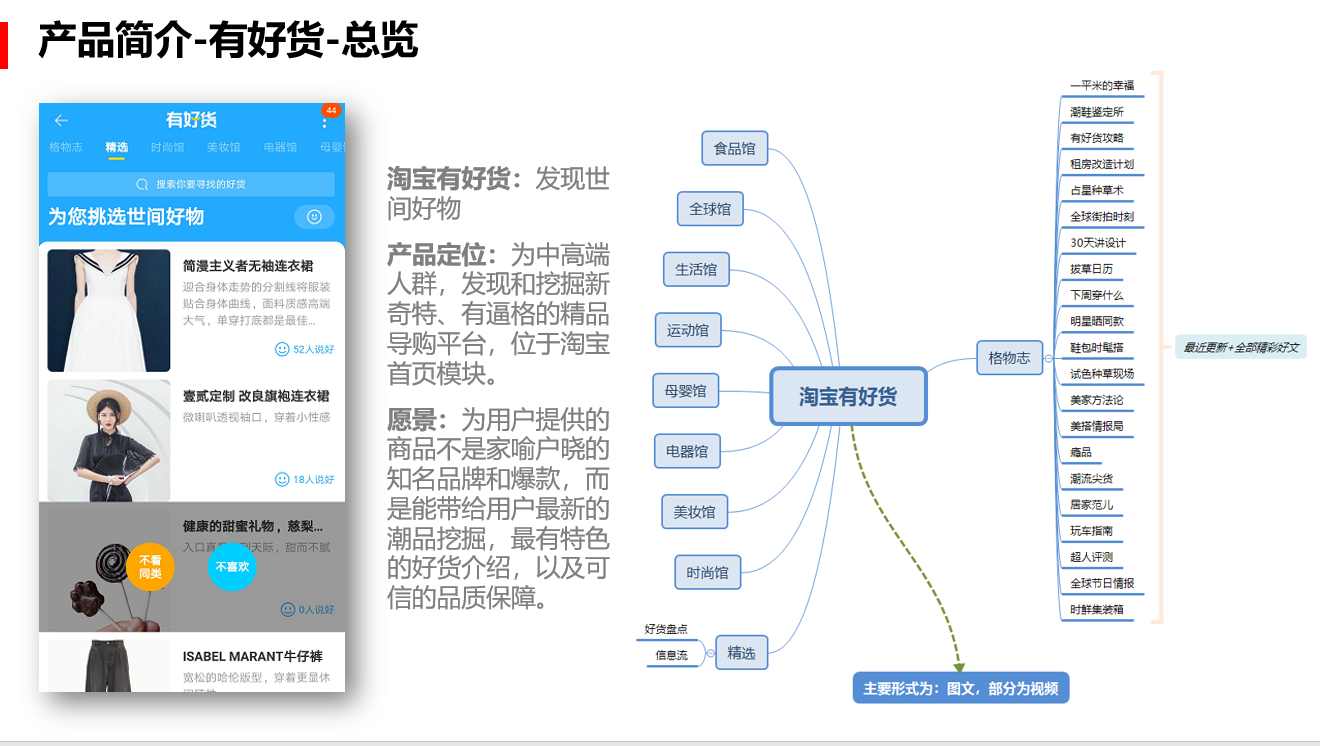 产品简介-有好货-总览
有好货
44
格物志 精选 时尚馆 美妆馆 电器馆 母婴
搜索你要寻找的好货
为您挑选世间好物
简漫主义者无袖连衣裙
迎合身体走势的分割线将服装
贴合身体曲线，面料质感高端
大气，单穿打底都是最佳...
52人说好
壹贰定制 改良旗袍连衣裙
微喇叭透视袖口，穿着小性感
18人说好
健康的甜蜜礼物，慈梨...
入口真 到天际，甜而不腻
不看
同类
不喜欢
0人说好
ISABEL MARANT牛仔裤
宽松的哈伦版型，穿着更显休
淘宝有好货：发现世
间好物
产品定位：为中高端
人群，发现和挖掘新
奇特、有逼格的精品
导购平台，位于淘宝
首页模块。
愿景：为用户提供的
商品不是家喻户晓的
知名品牌和爆款，而
是能带给用户最新的
潮品挖掘，最有特色
的好货介绍，以及可
信的品质保障。
食品馆
全球馆
生活馆
运动馆
母婴馆
电器馆
美妆馆
时尚馆
精选
好货盘点
信息流
淘宝有好货
主要形式为：图文，部分为视频
格物志
一平米的幸福
潮鞋鉴定所
有好货攻略
租房改造计划
占星种草术
全球街拍时刻
30天讲设计
拔草日历
下周穿什么
明星晒同款
鞋包时髦搭
试色种草现场
美家方法论
美搭情报局
瘾品
潮流尖货
居家范儿
玩车指南
超人评测
全球节日情报
时鲜集装箱
最近更新+全部精彩好文